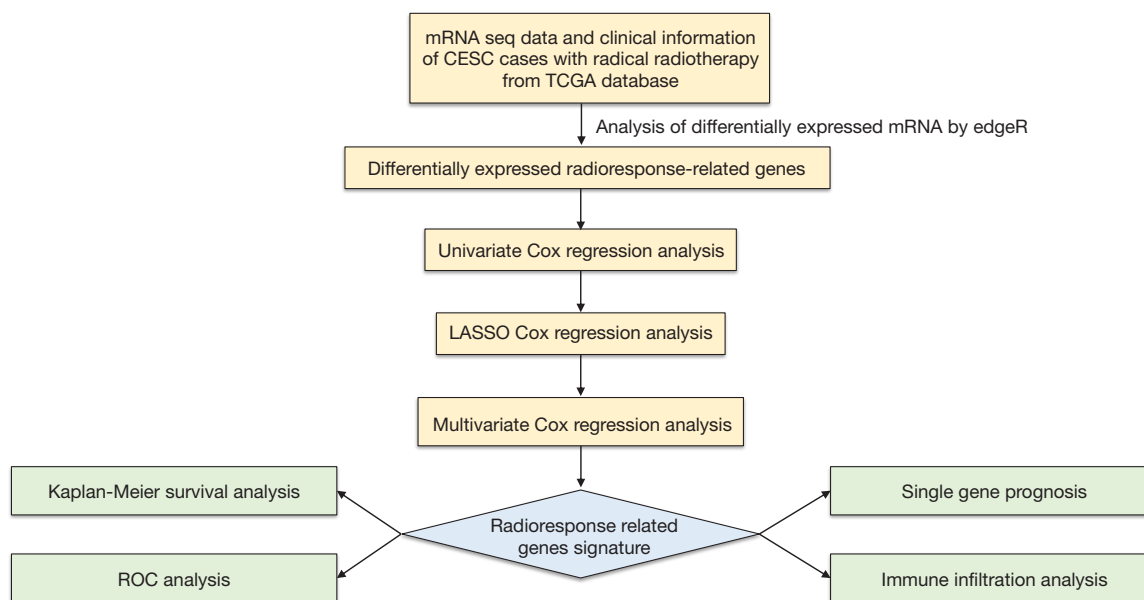 mRNA seq data and clinical information
of CESC cases with radical radiotherapy
from TCGA database
Analysis of differentially expressed mRNA by edgeR
Differentially expressed radioresponse-related genes
Univariate Cox regression analysis
LASSO Cox regression analysis
Multivariate Cox regression analysis
Kaplan-Meier survival analysis
Single gene prognosis
Radioresponse related
genes signature
ROC analysis
Immune infiltration analysis